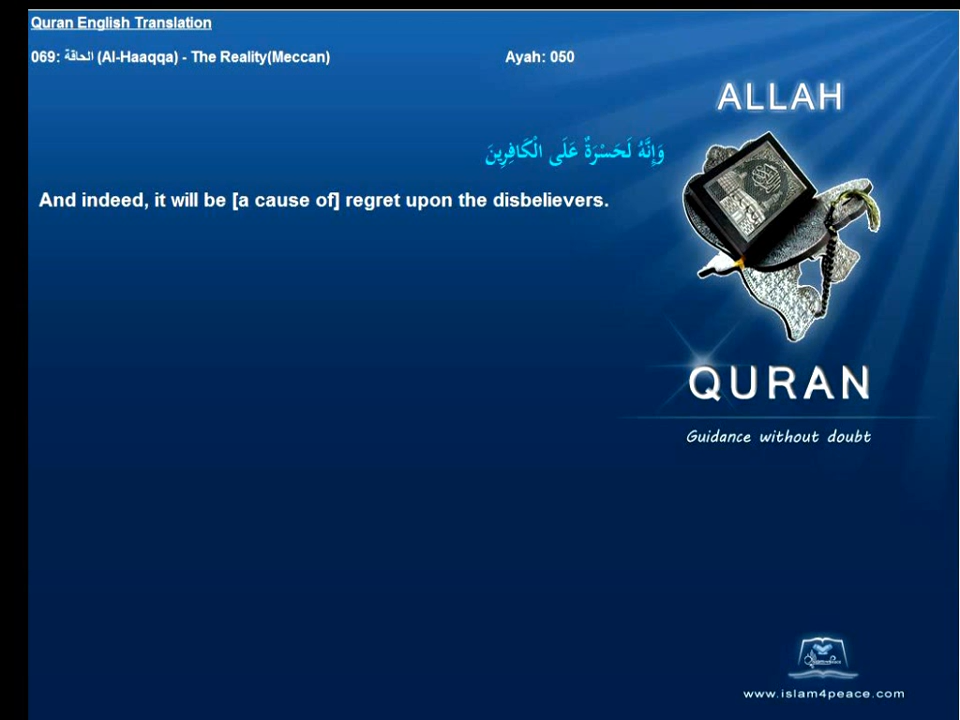 Quran English Translation
069: الحاقة (Al-Haaqqa) - The Reality(Meccan) Ayah: 050
ALLAH
وَإِنَّهُ لَحَسْرَةٌ عَلَى الْكَافِرِينَ
And indeed, it will be [a cause of] regret upon the disbelievers.
QURAN
Guidance without doubt
www.islam4peace.com